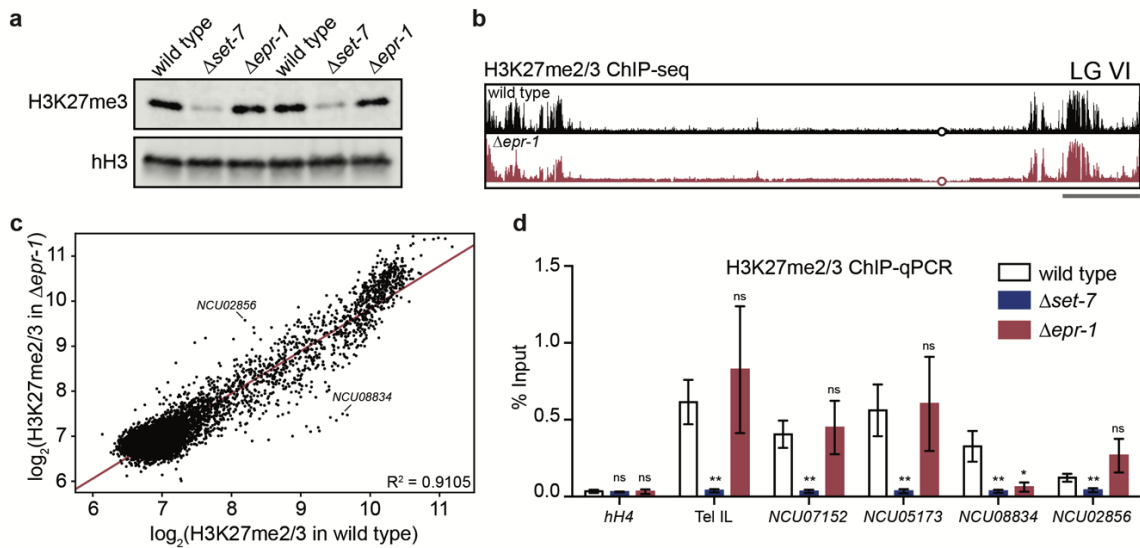 a
wild type Δset-7 Δepr-1 wild type Δset-7 Δepr-1
H3K27me3
hH3
b
H3K27me2/3 ChIP-seq LG VI
wild type
Δepr-1
c
log2(H3K27me2/3 in Δepr-1)
11
10
9
8
7
6
NCU02856
NCU08834
R² = 0.9105
6 7 8 9 10 11
log₂(H3K27me2/3 in wild type)
d
H3K27me2/3 ChIP-qPCR
wild type
Δset-7
Δepr-1
% Input
1.5
1.0
0.5
0.0
ns ns
** ns
** ns
** ns
** *
** ns
hH4 Tel IL NCU07152 NCU05173 NCU08834 NCU02856